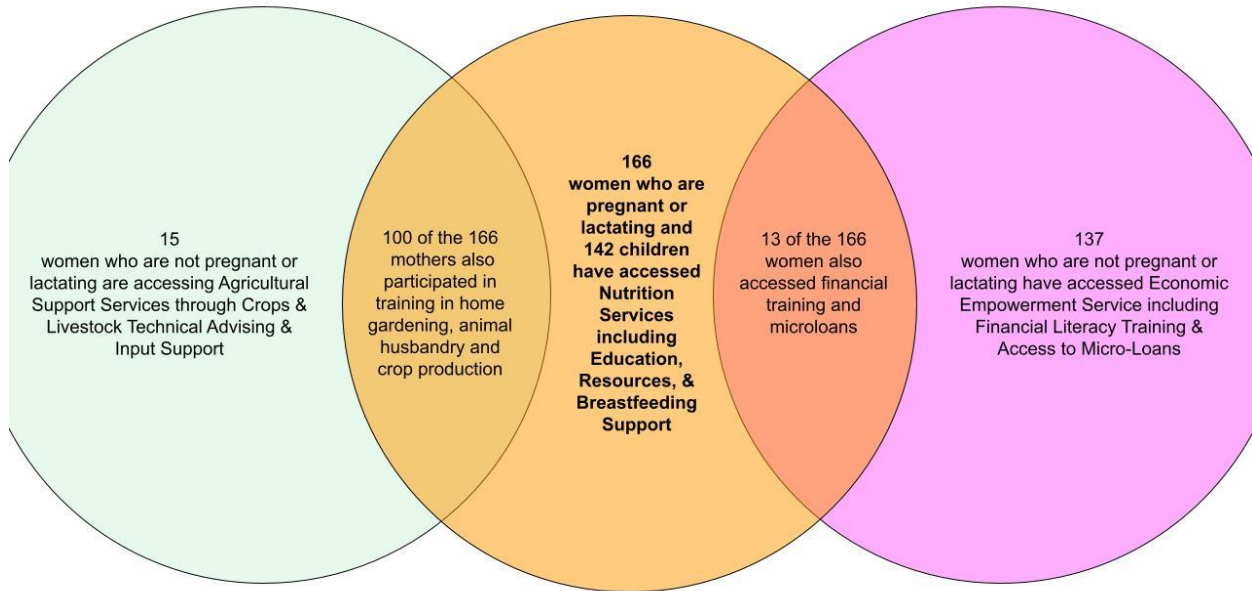 15
women who are not pregnant or
lactating are accessing Agricultural
Support Services through Crops &
Livestock Technical Advising &
Input Support
100 of the 166
mothers also
participated in
training in home
gardening, animal
husbandry and
crop production
166
women who are
pregnant or
lactating and
142 children
have accessed
Nutrition
Services
including
Education,
Resources, &
Breastfeeding
Support
13 of the 166
women also
accessed financial
training and
microloans
137
women who are not pregnant or
lactating have accessed Economic
Empowerment Service including
Financial Literacy Training &
Access to Micro-Loans